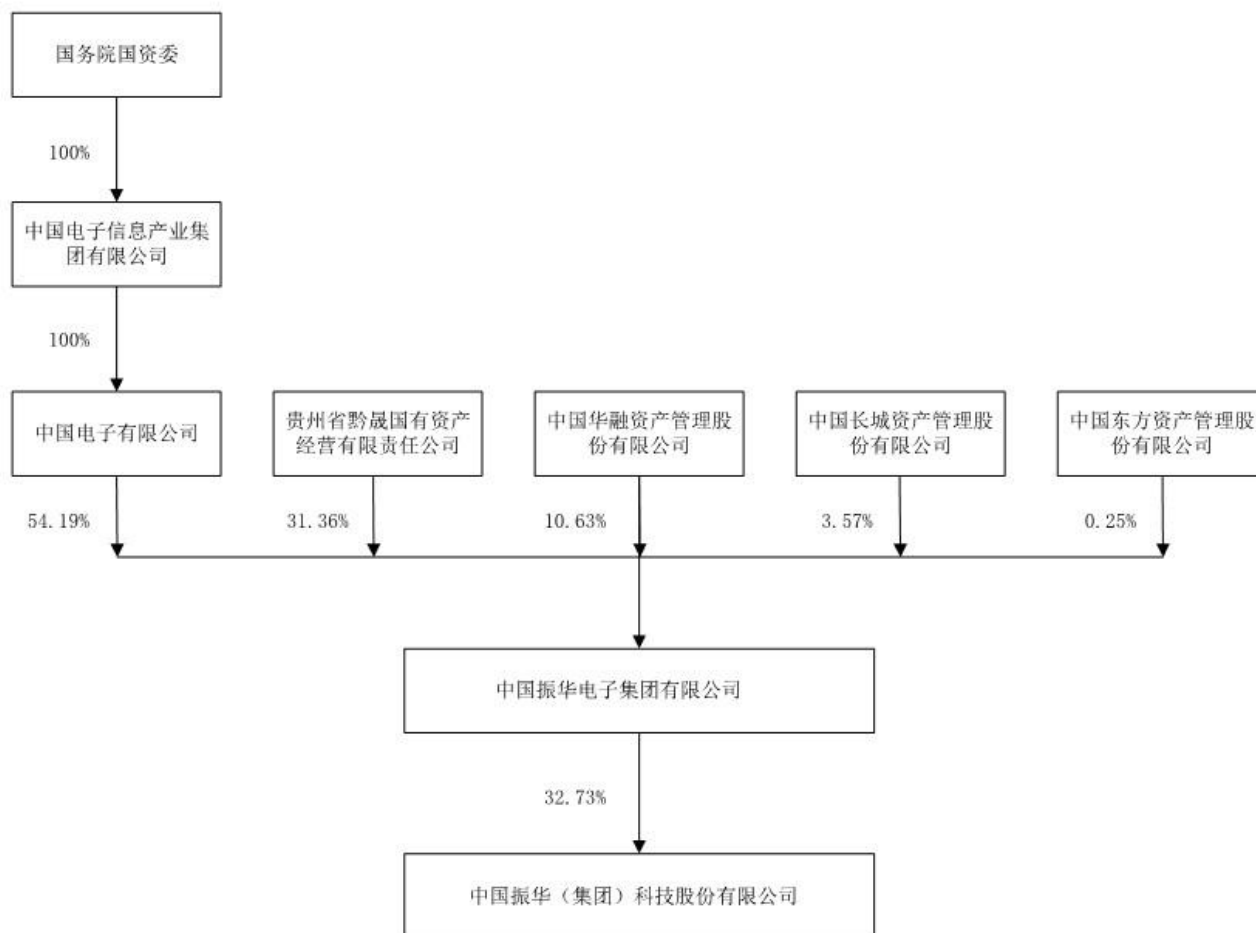 国务院国资委
100%
中国电子信息产业集
团有限公司
100%
中国电子有限公司
贵州省黔晟国有资产
经营有限责任公司
中国华融资产管理股
份有限公司
中国长城资产管理股
份有限公司
中国东方资产管理股
份有限公司
54.19%
31.36%
10.63%
3.57%
0.25%
中国振华电子集团有限公司
32.73%
中国振华（集团）科技股份有限公司